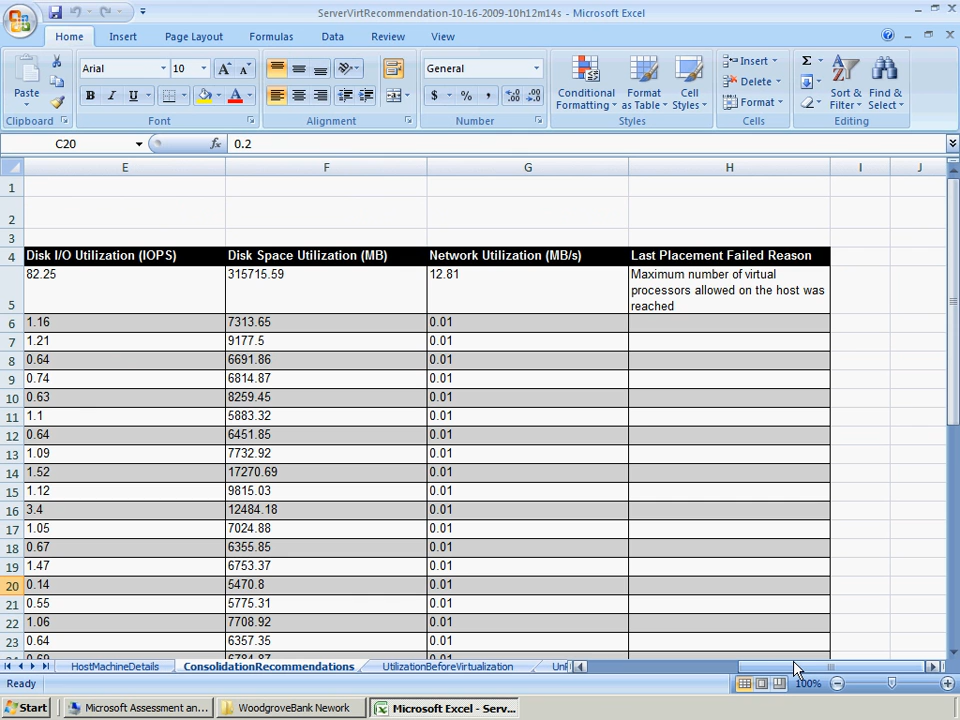 ServerVirtRecommendation-10-16-2009-10h12m14s - Microsoft Excel
Home Insert Page Layout Formulas Data Review View
Paste Arial 10 General Conditional Formatting Format as Table Cell Styles Insert Delete Format Sort & Filter Find & Select
Clipboard Font Alignment Number Styles Cells Editing
C20 fx 0.2
E F G H I J
1
2
3
4 Disk I/O Utilization (IOPS) Disk Space Utilization (MB) Network Utilization (MB/s) Last Placement Failed Reason
5 82.25 315715.59 12.81 Maximum number of virtual
processors allowed on the host was
reached
6 1.16 7313.65 0.01
7 1.21 9177.5 0.01
8 0.64 6691.86 0.01
9 0.74 6814.87 0.01
10 0.63 8259.45 0.01
11 1.1 5883.32 0.01
12 0.64 6451.85 0.01
13 1.09 7732.92 0.01
14 1.52 17270.69 0.01
15 1.12 9815.03 0.01
16 3.4 12484.18 0.01
17 1.05 7024.88 0.01
18 0.67 6355.85 0.01
19 1.47 6753.37 0.01
20 0.14 5470.8 0.01
21 0.55 5775.31 0.01
22 1.06 7708.92 0.01
23 0.64 6357.35 0.01
HostMachineDetails ConsolidationRecommendations UtilizationBeforeVirtualization
Ready 100%
Start Microsoft Assessment an... WoodgroveBank Nework Microsoft Excel - Serv...